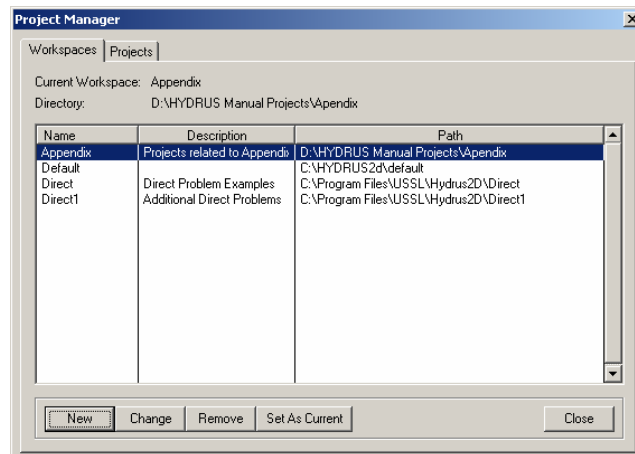 Project Manager
Workspaces Projects
Current Workspace: Appendix
Directory: D:\HYDRUS Manual Projects\Apendix
Name Description Path
Appendix Projects related to Appendi D:\HYDRUS Manual Projects\Apendix
Default C:\HYDRUS2d\default
Direct Direct Problem Examples C:\Program Files\USSL\Hydrus2D\Direct
Direct1 Additional Direct Problems C:\Program Files\USSL\Hydrus2D\Direct1
New Change Remove Set As Current Close